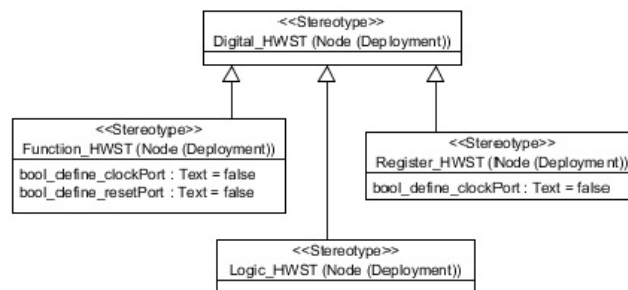 <<Stereotype>>
Digital_HWST (Node (Deployment))
<<Stereotype>>
Function_HWST (Node (Deployment))
bool_define_clockPort : Text = false
bool_define_resetPort : Text = false
<<Stereotype>>
Register_HWST (Node (Deployment))
bool_define_clockPort : Text = false
<<Stereotype>>
Logic_HWST (Node (Deployment))